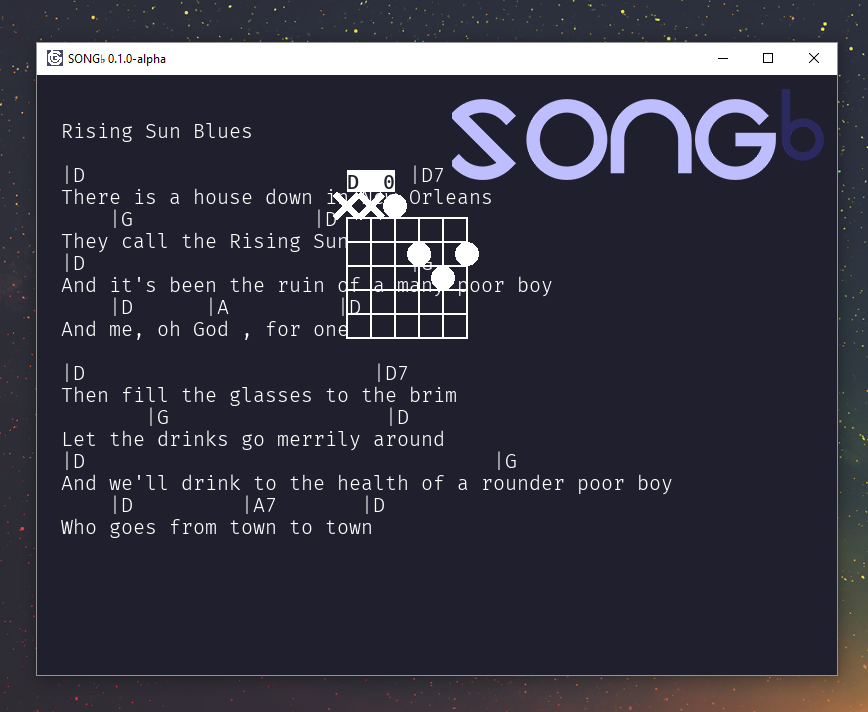 SONG♭ 0.1.0-alpha
SONGb
Rising Sun Blues
|D |D7
D 0
There is a house down in New Orleans
|G |D
They call the Rising Sun
|D |G
And it's been the ruin of a many poor boy
|D |A |D
And me, oh God , for one
|D |D7
Then fill the glasses to the brim
|G |D
Let the drinks go merrily around
|D |G
And we'll drink to the health of a rounder poor boy
|D |A7 |D
Who goes from town to town